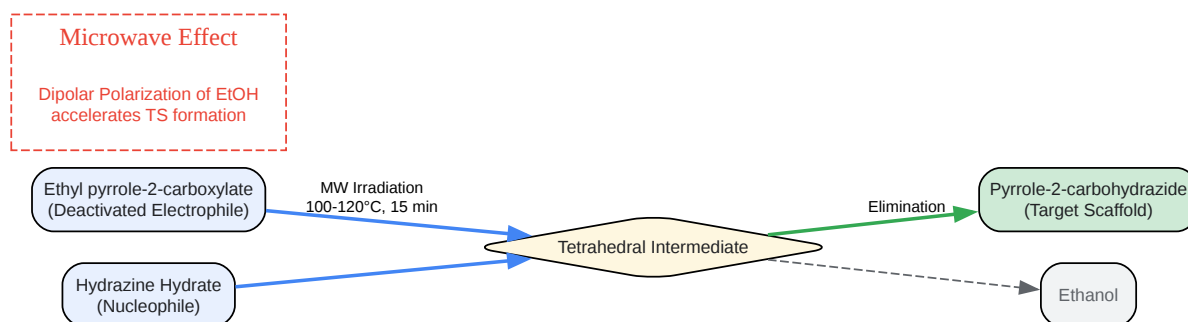 Microwave Effect
Dipolar Polarization of EtOH
accelerates TS formation
Ethyl pyrrole-2-carboxylate
(Deactivated Electrophile)
MW Irradiation
100-120°C, 15 min
Hydrazine Hydrate
(Nucleophile)
Tetrahedral Intermediate
Elimination
Pyrrole-2-carbohydrazide
(Target Scaffold)
Ethanol